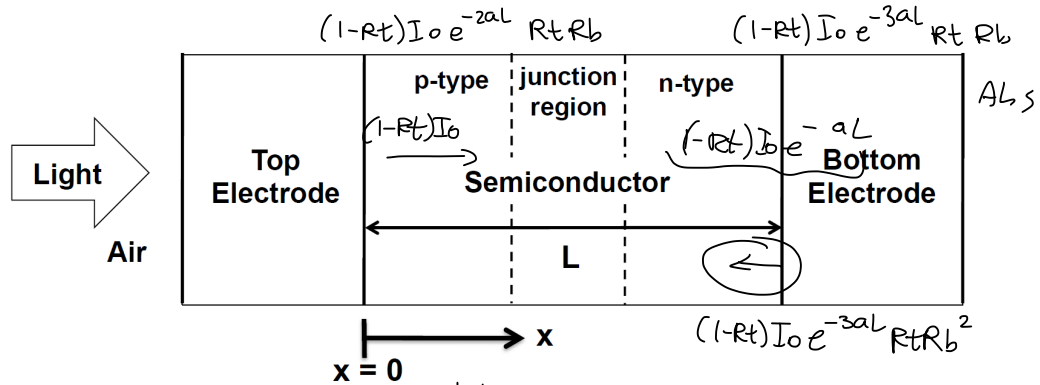 (1-Rt)Io e^-2aL RtRb
(1-Rt)Io e^-3aL Rt Rb
p-type
junction
region
n-type
Abs
(1-Rt)Io
(1-Rt)Io e^-aL
Light
Top
Electrode
Semiconductor
Bottom
Electrode
Air
L
x
x = 0
(1-Rt)Io e^-3aL RtRb^2